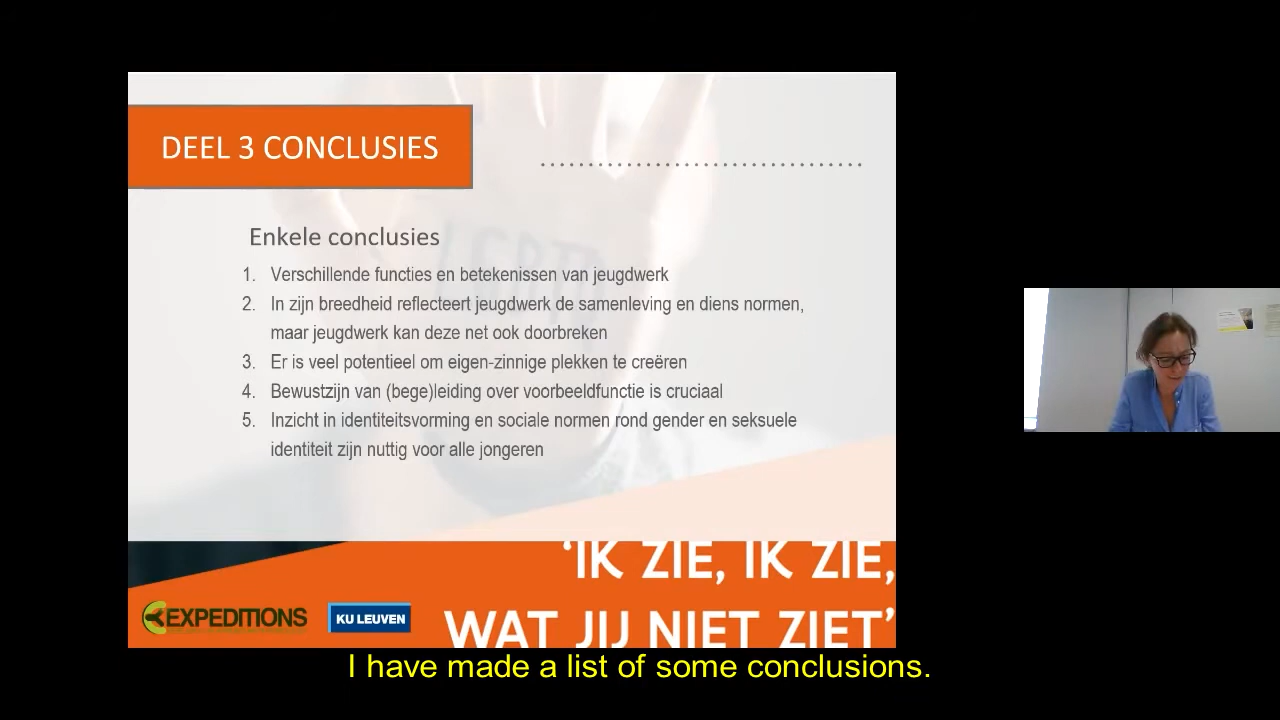 DEEL 3 CONCLUSIES
LGBT
Enkele conclusies
1. Verschillende functies en betekenissen van jeugdwerk
2. In zijn breedheid reflecteert jeugdwerk de samenleving en diens normen,
maar jeugdwerk kan deze net ook doorbreken
3. Er is veel potentieel om eigen-zinnige plekken te creëren
4. Bewustzijn van (bege)leiding over voorbeeldfunctie is cruciaal
5. Inzicht in identiteitsvorming en sociale normen rond gender en seksuele
identiteit zijn nuttig voor alle jongeren
'IK ZIE, IK ZIE,
WAT JIJ NIET ZIET'
EXPEDITIONS
KU LEUVEN
I have made a list of some conclusions.